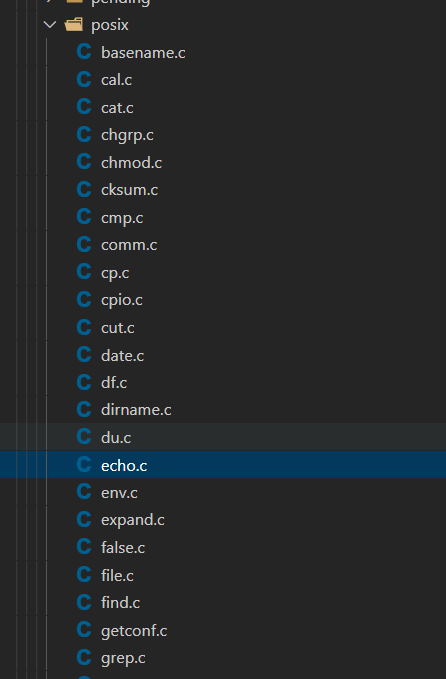 pending
posix
C basename.c
C cal.c
C cat.c
C chgrp.c
C chmod.c
C cksum.c
C cmp.c
C comm.c
C cp.c
C cpio.c
C cut.c
C date.c
C df.c
C dirname.c
C du.c
C echo.c
C env.c
C expand.c
C false.c
C file.c
C find.c
C getconf.c
C grep.c